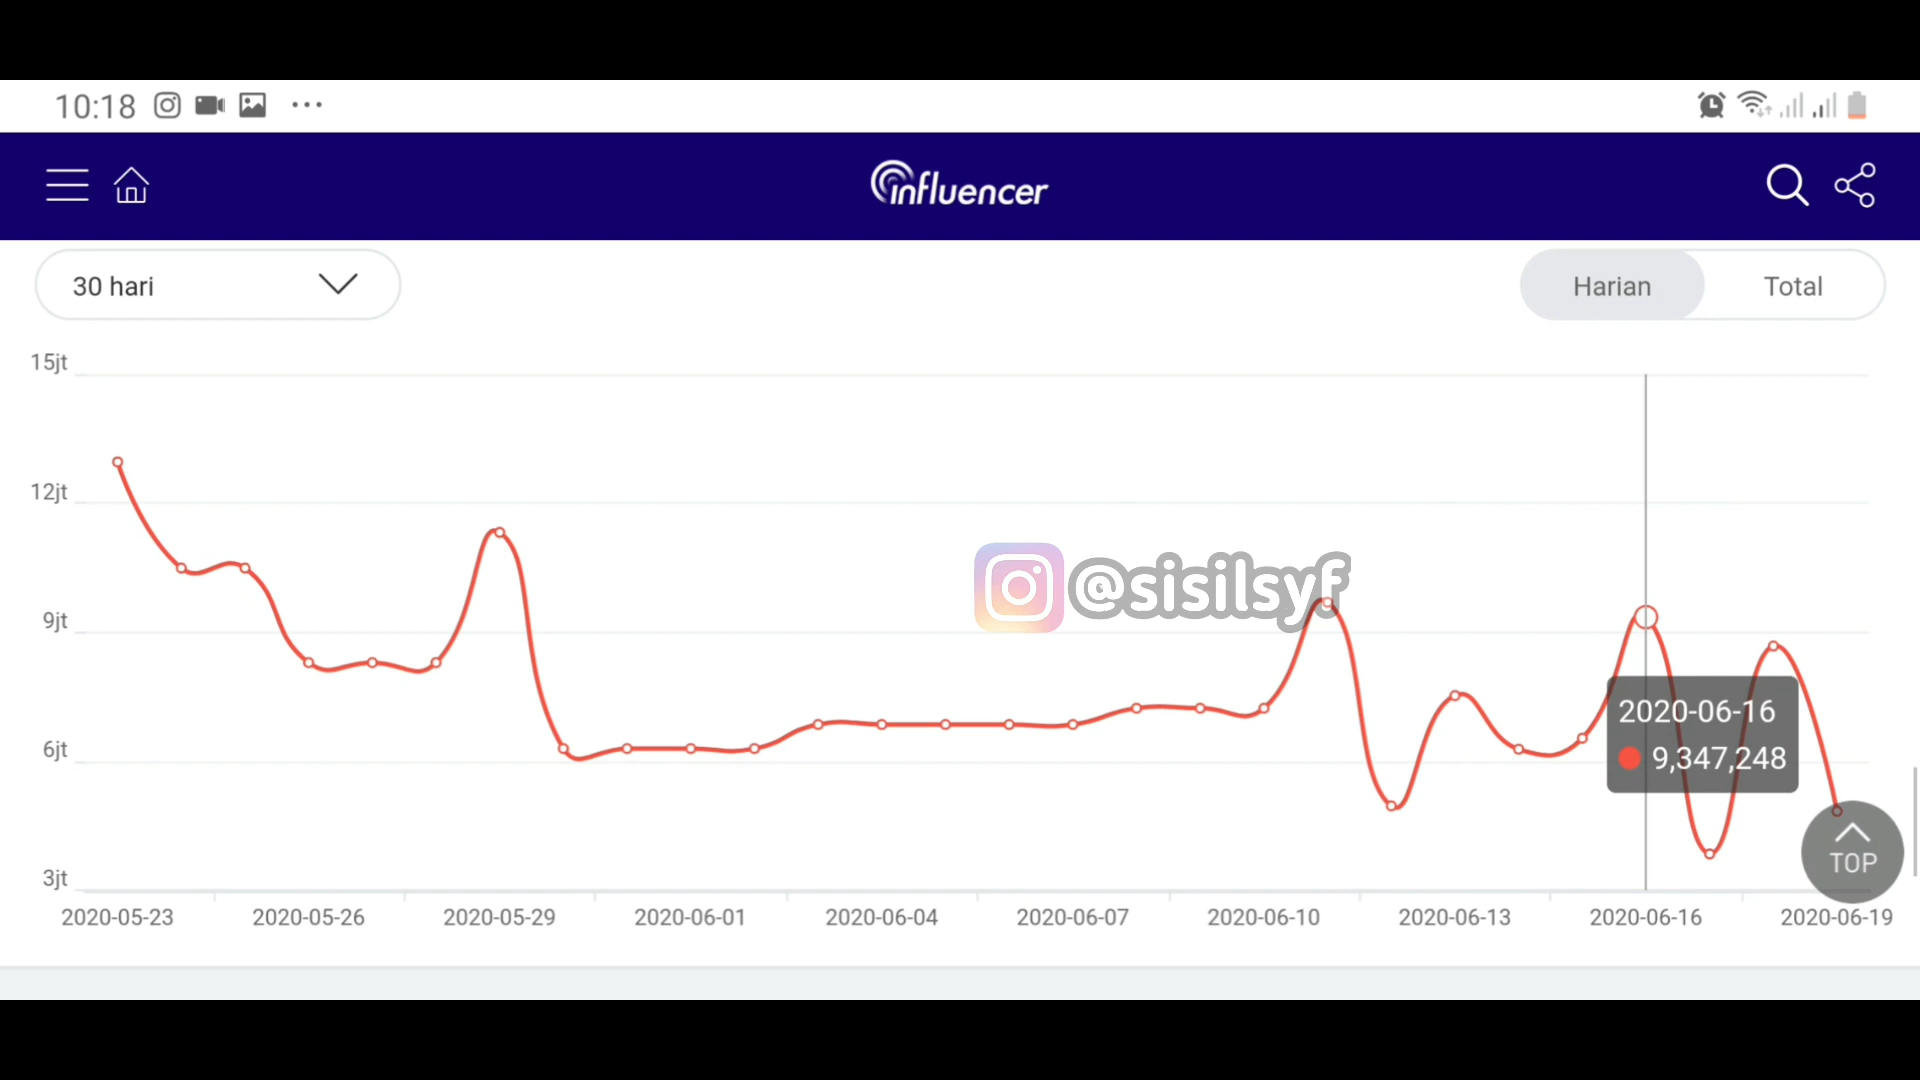 10:18
influencer
30 hari
Harian
Total
15jt
12jt
9jt
6jt
3jt
@sisilsyf
2020-06-16
9,347,248
TOP
2020-05-23
2020-05-26
2020-05-29
2020-06-01
2020-06-04
2020-06-07
2020-06-10
2020-06-13
2020-06-16
2020-06-19